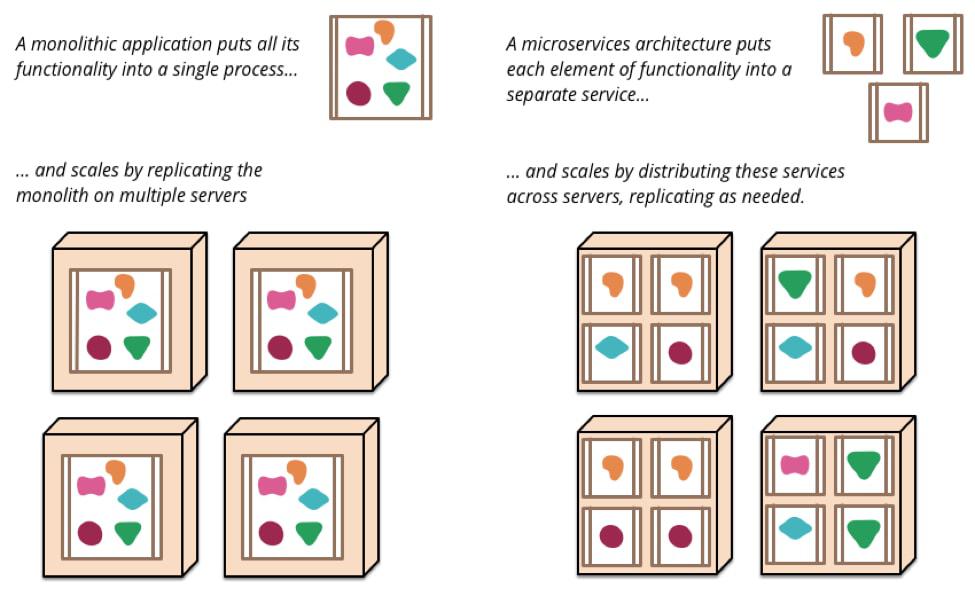 A monolithic application puts all its
functionality into a single process...
... and scales by replicating the
monolith on multiple servers
A microservices architecture puts
each element of functionality into a
separate service...
... and scales by distributing these services
across servers, replicating as needed.